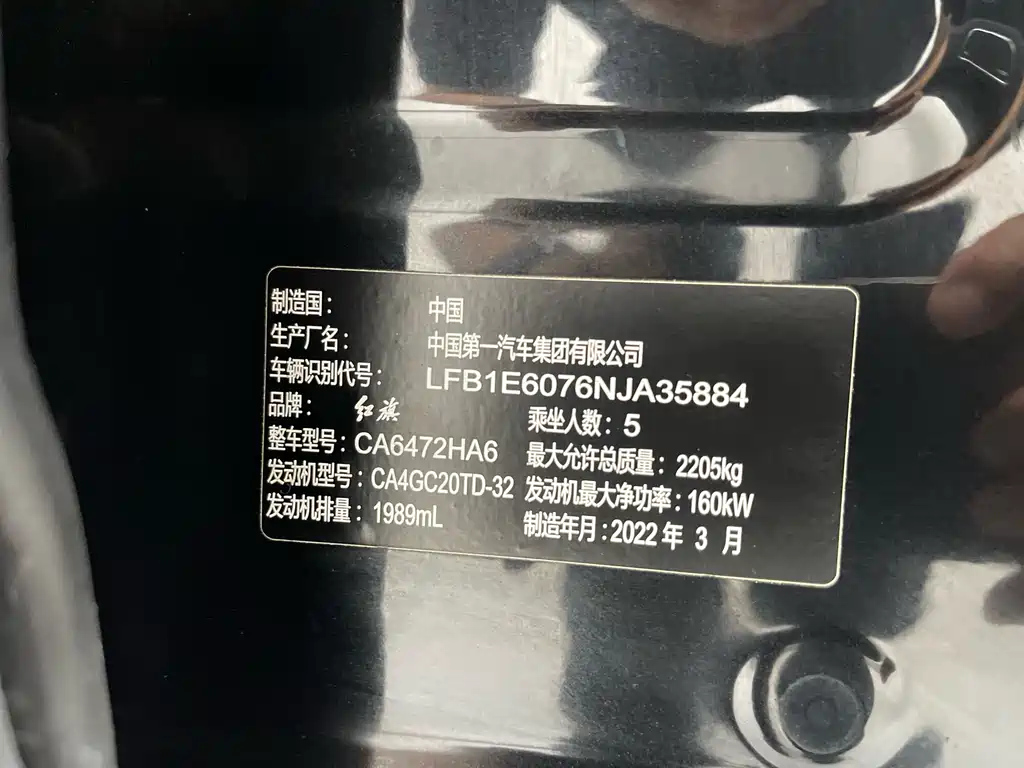 制造国： 中国
生产厂名： 中国第一汽车集团有限公司
车辆识别代号： LFB1E6076NJA35884
品牌： 红旗 乘坐人数：5
整车型号：CA6472HA6 最大允许总质量：2205kg
发动机型号：CA4GC20TD-32 发动机最大净功率：160kW
发动机排量：1989mL 制造年月：2022年 3 月